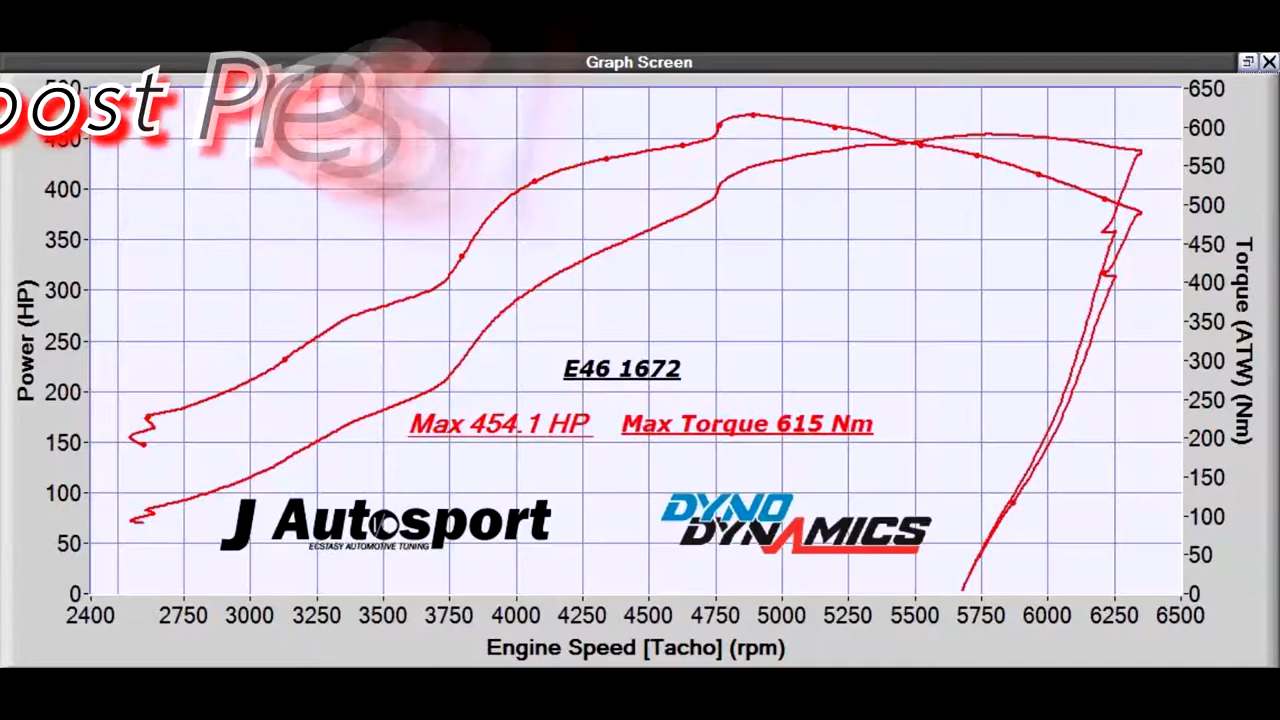 Graph Screen
oost Pres
500
450
400
350
300
250
200
150
100
50
0
Power (HP)
650
600
550
500
450
400
350
300
250
200
150
100
50
0
Torque (ATW) (Nm)
E46 1672
Max 454.1 HP Max Torque 615 Nm
J Autosport
ECSTASY AUTOMOTIVE TUNING
DYNO
DYNAMICS
2400 2750 3000 3250 3500 3750 4000 4250 4500 4750 5000 5250 5500 5750 6000 6250 6500
Engine Speed [Tacho] (rpm)